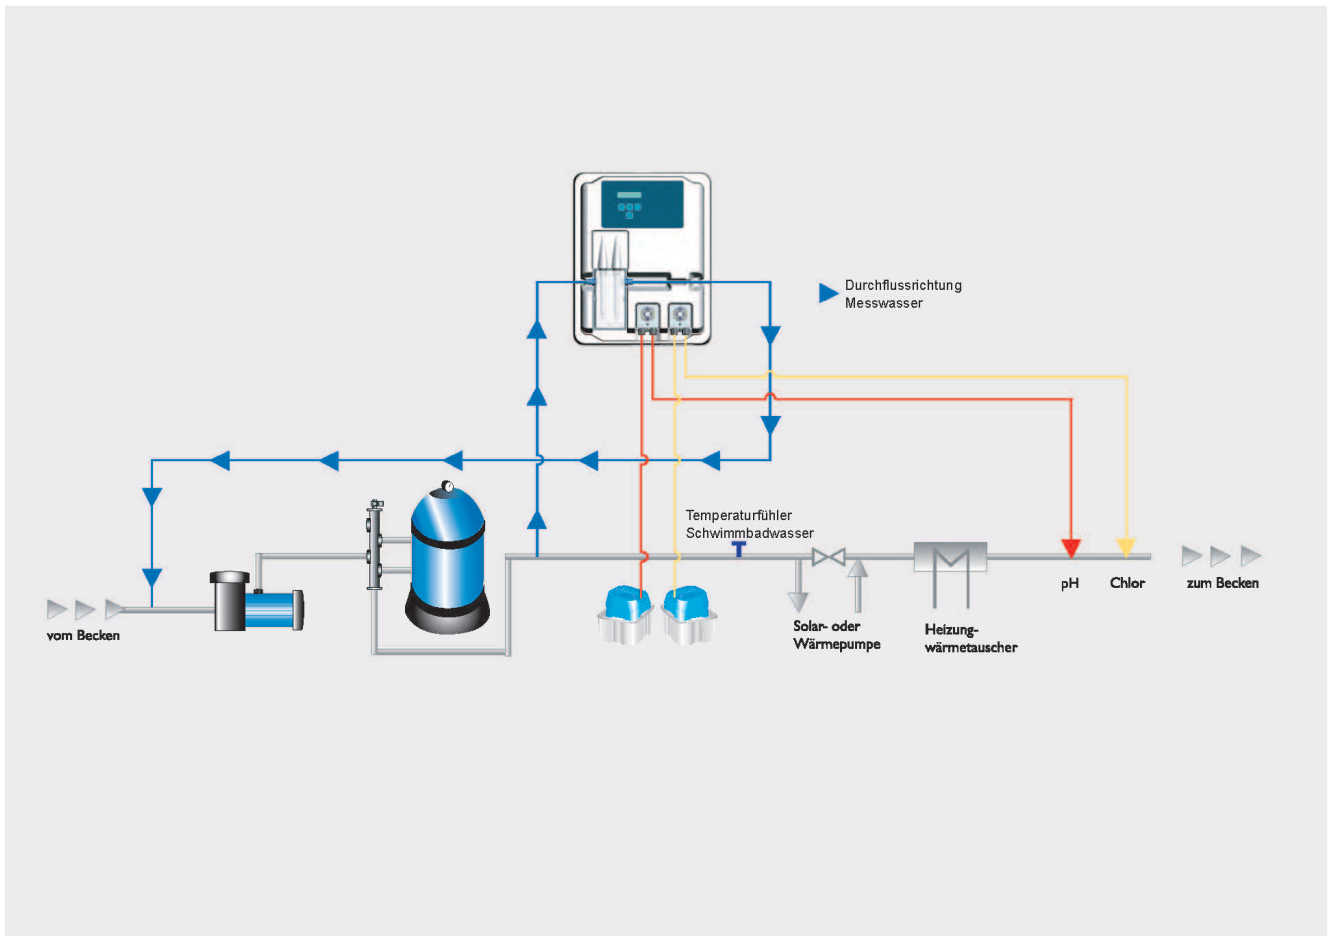 Durchflussrichtung
Messwasser
Temperaturfühler
Schwimmbadwasser
vom Becken
Solar- oder
Wärmepumpe
Heizung-
wärmetauscher
pH
Chlor
zum Becken